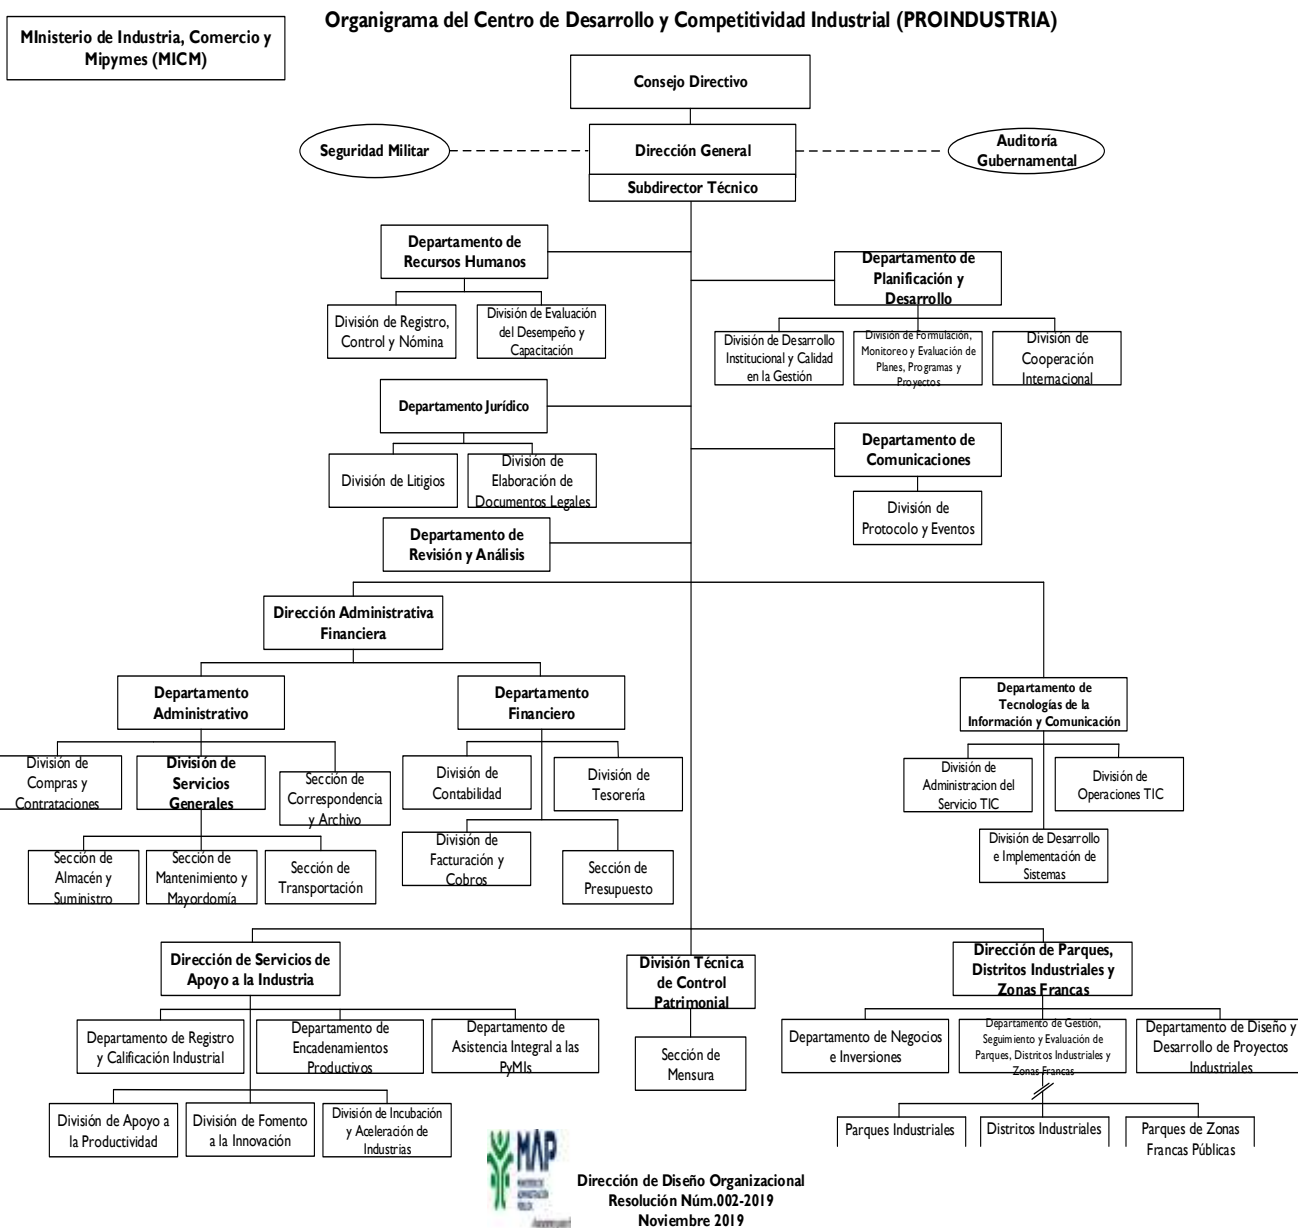 Organigrama del Centro de Desarrollo y Competitividad Industrial (PROINDUSTRIA)
MInisterio de Industria, Comercio y
Mipymes (MICM)
Consejo Directivo
Seguridad Militar
Dirección General
Auditoría
Gubernamental
Subdirector Técnico
Departamento de
Recursos Humanos
División de Registro,
Control y Nómina
División de Evaluación
del Desempeño y
Capacitación
Departamento de
Planificación y
Desarrollo
División de Desarrollo
Institucional y Calidad
en la Gestión
División de Formulación,
Monitoreo y Evaluación de
Planes, Programas y
Proyectos
División de
Cooperación
Internacional
Departamento Jurídico
División de Litigios
División de
Elaboración de
Documentos Legales
Departamento de
Comunicaciones
División de
Protocolo y Eventos
Departamento de
Revisión y Análisis
Dirección Administrativa
Financiera
Departamento
Administrativo
División de
Compras y
Contrataciones
División de
Servicios
Generales
Sección de
Correspondencia
y Archivo
Sección de
Almacén y
Suministro
Sección de
Mantenimiento y
Mayordomía
Sección de
Transportación
Departamento
Financiero
División de
Contabilidad
División de
Tesorería
División de
Facturación y
Cobros
Sección de
Presupuesto
Departamento de
Tecnologías de la
Información y Comunicación
División de
Administracion del
Servicio TIC
División de
Operaciones TIC
División de Desarrollo
e Implementación de
Sistemas
Dirección de Servicios de
Apoyo a la Industria
Departamento de Registro
y Calificación Industrial
Departamento de
Encadenamientos
Productivos
Departamento de
Asistencia Integral a las
PyMIs
División de Apoyo a
la Productividad
División de Fomento
a la Innovación
División de Incubación
y Aceleración de
Industrias
División Técnica
de Control
Patrimonial
Sección de
Mensura
Dirección de Parques,
Distritos Industriales y
Zonas Francas
Departamento de Negocios
e Inversiones
Departamento de Gestión,
Seguimiento y Evaluación de
Parques, Distritos Industriales y
Zonas Francas
Departamento de Diseño y
Desarrollo de Proyectos
Industriales
Parques Industriales
Distritos Industriales
Parques de Zonas
Francas Públicas
MAP
MINISTERIO DE
ADMINISTRACIÓN
PÚBLICA
Dirección de Diseño Organizacional
Resolución Núm.002-2019
Noviembre 2019